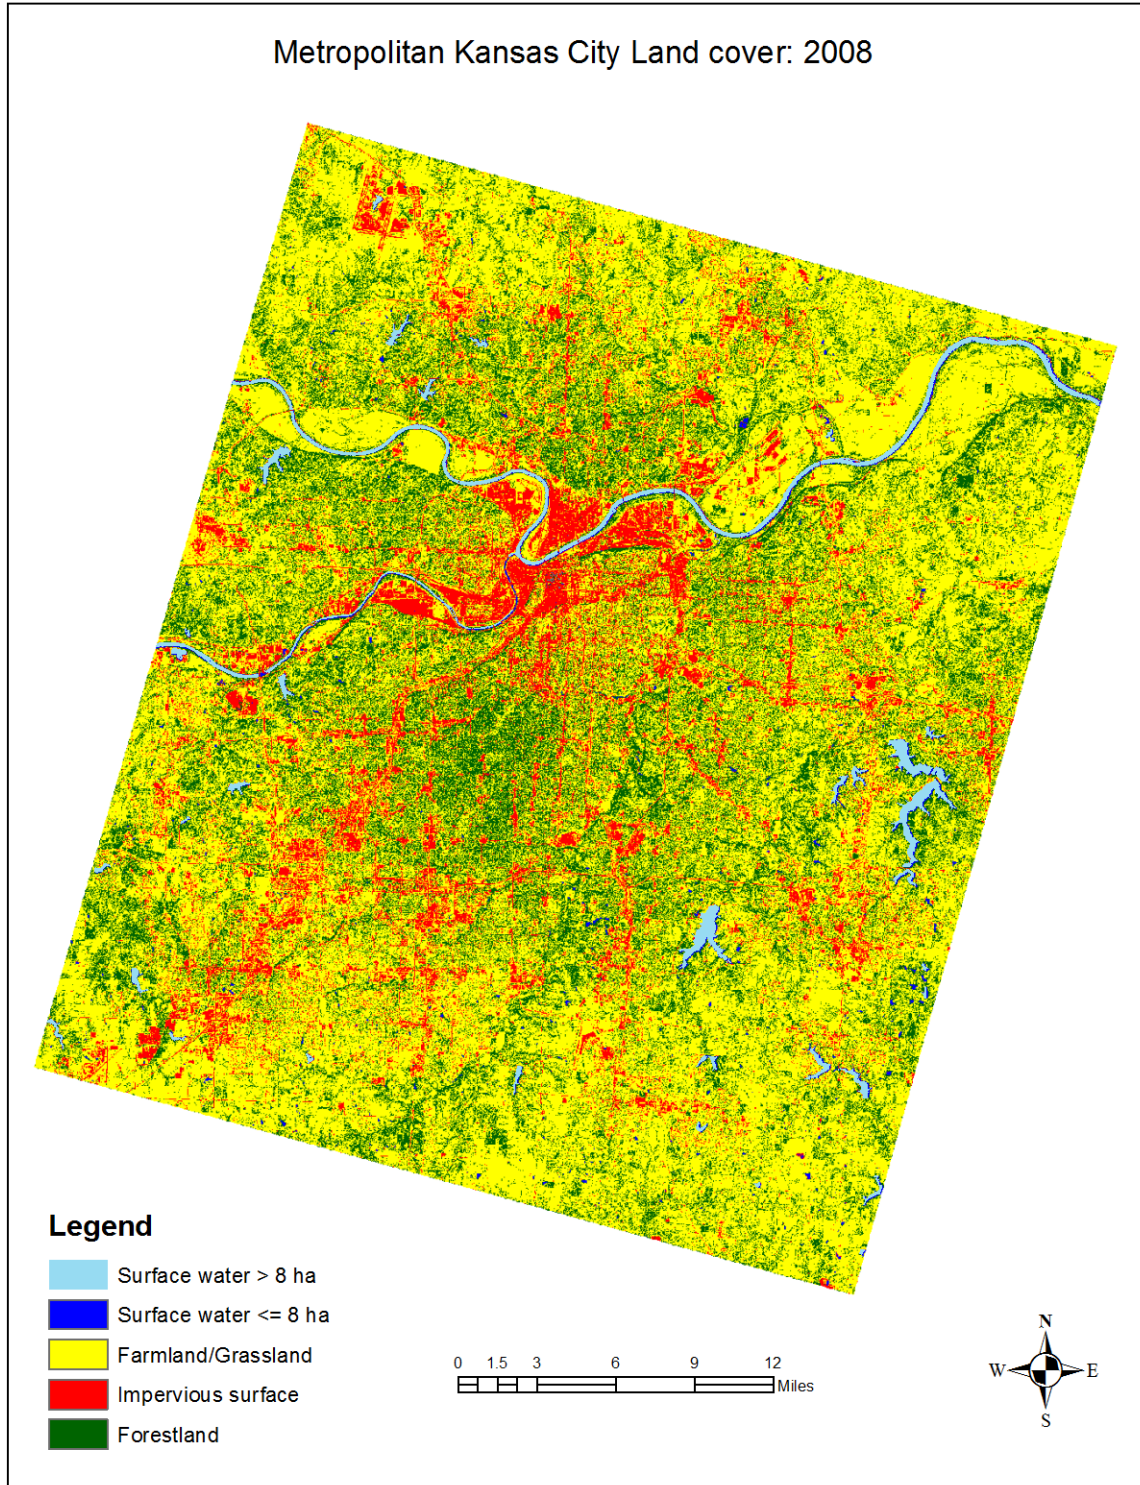 Metropolitan Kansas City Land cover: 2008
Legend
Surface water > 8 ha
Surface water <= 8 ha
Farmland/Grassland
Impervious surface
Forestland
0 1.5 3 6 9 12
Miles
N
W E
S